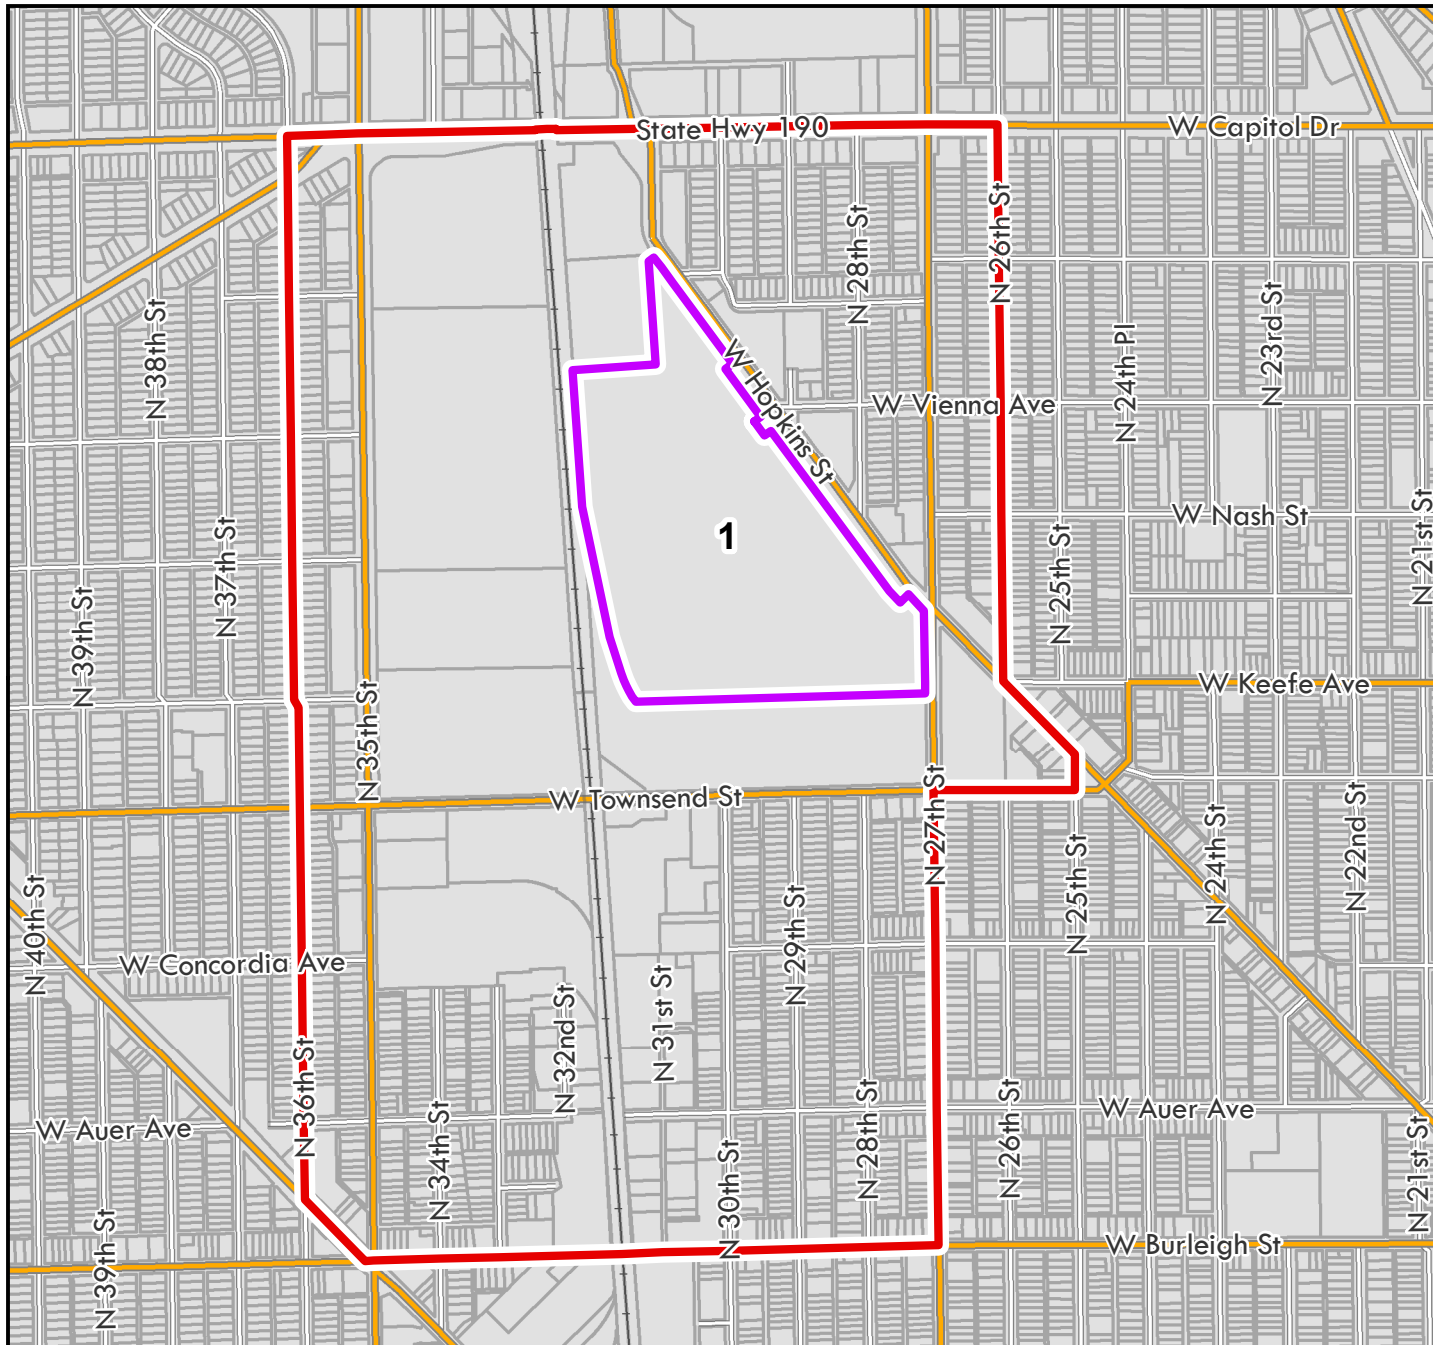 State Hwy 190
W Capitol Dr
N 26th St
N 28th St
N 38th St
N 23rd St
N 24th Pl
W Hopkins St
W Vienna Ave
W Nash St
1
N 21st St
N 37th St
N 25th St
N 39th St
W Keefe Ave
N 35th St
W Townsend St
N 27th St
N 22nd St
N 24th St
N 25th St
N 40th St
N 29th St
W Concordia Ave
N 31st St
N 32nd St
N 36th St
W Auer Ave
W Auer Ave
N 34th St
N 28th St
N 26th St
N 30th St
N 21st St
N 39th St
W Burleigh St